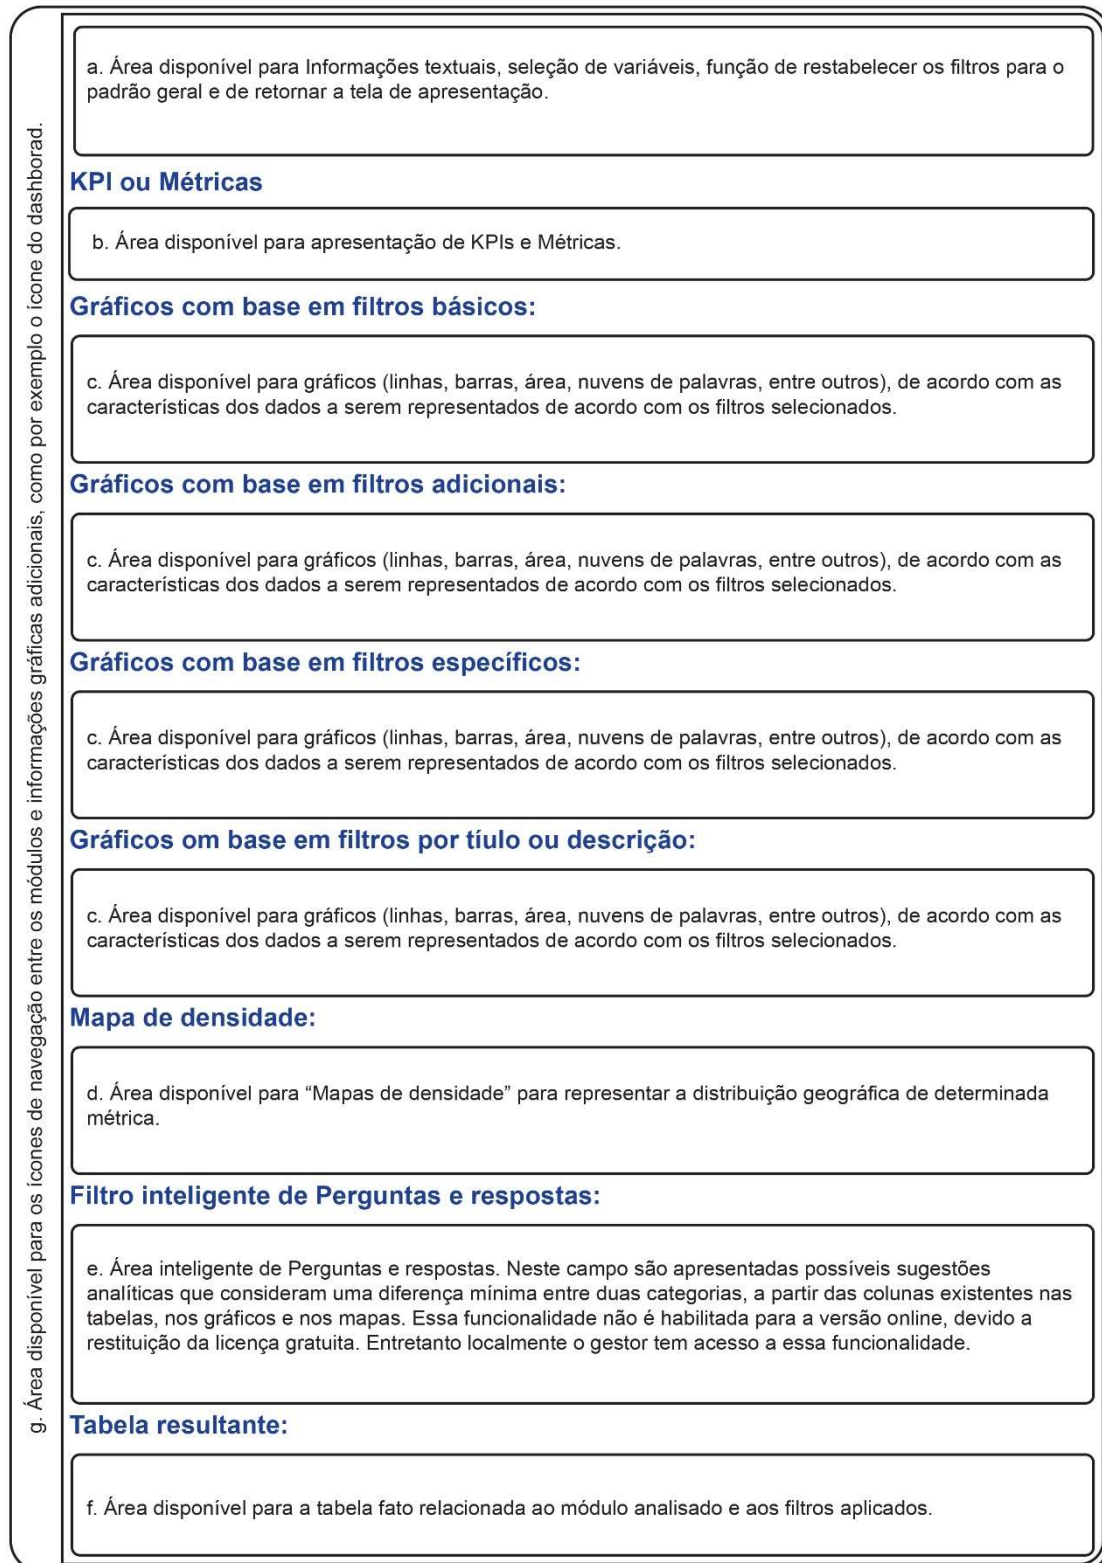 g. Área disponível para os ícones de navegação entre os módulos e informações gráficas adicionais, como por exemplo o ícone do dashborad.
a. Área disponível para Informações textuais, seleção de variáveis, função de restabelecer os filtros para o
padrão geral e de retornar a tela de apresentação.
KPI ou Métricas
b. Área disponível para apresentação de KPIs e Métricas.
Gráficos com base em filtros básicos:
c. Área disponível para gráficos (linhas, barras, área, nuvens de palavras, entre outros), de acordo com as
características dos dados a serem representados de acordo com os filtros selecionados.
Gráficos com base em filtros adicionais:
c. Área disponível para gráficos (linhas, barras, área, nuvens de palavras, entre outros), de acordo com as
características dos dados a serem representados de acordo com os filtros selecionados.
Gráficos com base em filtros específicos:
c. Área disponível para gráficos (linhas, barras, área, nuvens de palavras, entre outros), de acordo com as
características dos dados a serem representados de acordo com os filtros selecionados.
Gráficos om base em filtros por tíulo ou descrição:
c. Área disponível para gráficos (linhas, barras, área, nuvens de palavras, entre outros), de acordo com as
características dos dados a serem representados de acordo com os filtros selecionados.
Mapa de densidade:
d. Área disponível para “Mapas de densidade” para representar a distribuição geográfica de determinada
métrica.
Filtro inteligente de Perguntas e respostas:
e. Área inteligente de Perguntas e respostas. Neste campo são apresentadas possíveis sugestões
analíticas que consideram uma diferença mínima entre duas categorias, a partir das colunas existentes nas
tabelas, nos gráficos e nos mapas. Essa funcionalidade não é habilitada para a versão online, devido a
restituição da licença gratuita. Entretanto localmente o gestor tem acesso a essa funcionalidade.
Tabela resultante:
f. Área disponível para a tabela fato relacionada ao módulo analisado e aos filtros aplicados.